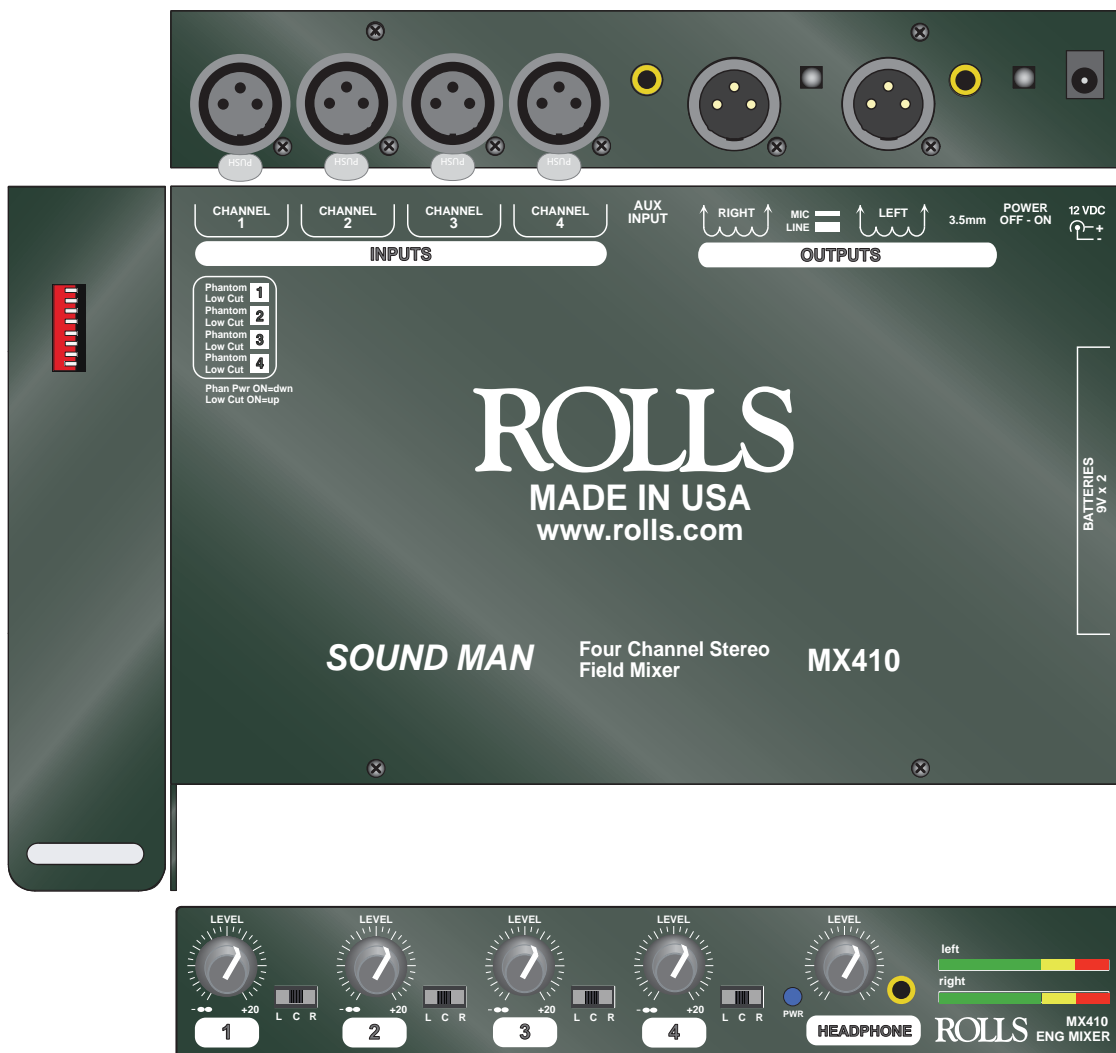 PUSH PUSH PUSH PUSH
CHANNEL 1
CHANNEL 2
CHANNEL 3
CHANNEL 4
AUX INPUT
RIGHT
MIC
LINE
LEFT
3.5mm
POWER
OFF - ON
12 VDC
+
-
INPUTS
OUTPUTS
Phantom
Low Cut 1
Phantom
Low Cut 2
Phantom
Low Cut 3
Phantom
Low Cut 4
Phan Pwr ON=dwn
Low Cut ON=up
ROLLS
MADE IN USA
www.rolls.com
BATTERIES
9V x 2
SOUND MAN
Four Channel Stereo
Field Mixer
MX410
LEVEL LEVEL LEVEL LEVEL LEVEL
left
right
-∞ +20 L C R
-∞ +20 L C R
-∞ +20 L C R
-∞ +20 L C R
PWR
1 2 3 4 HEADPHONE
ROLLS
MX410
ENG MIXER